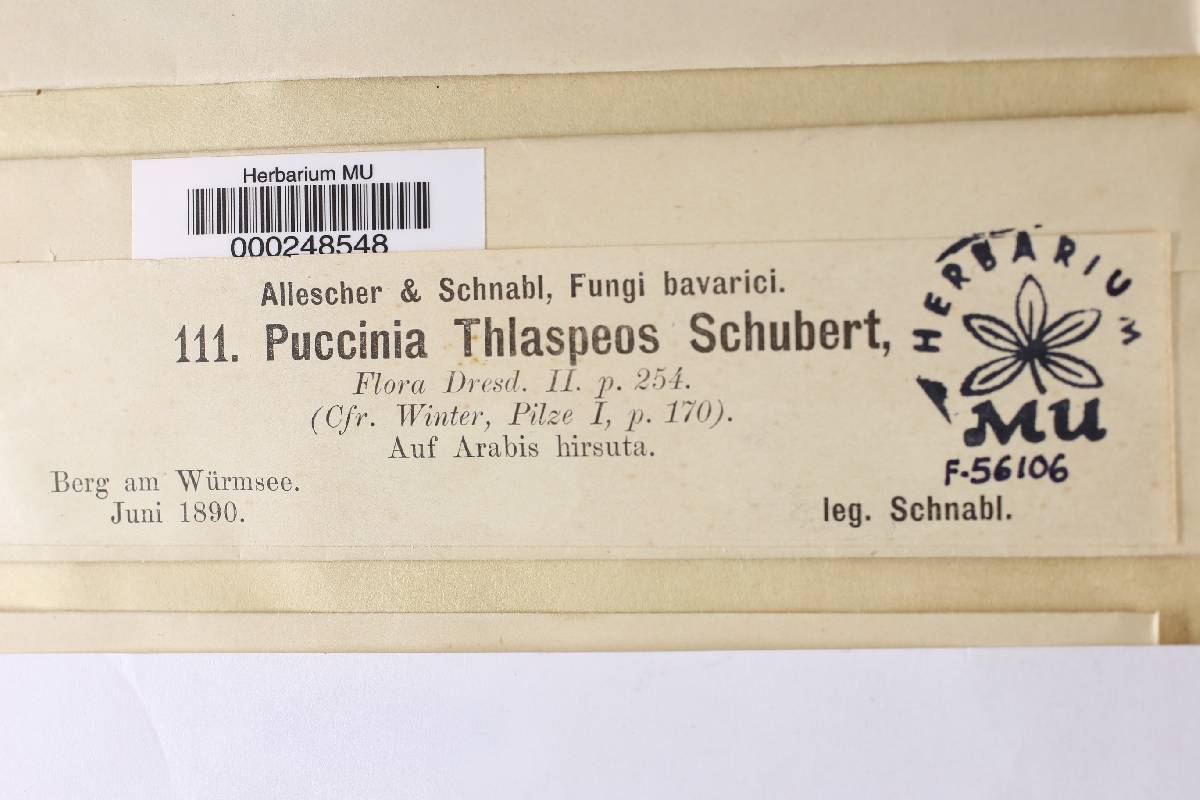 Herbarium MU
000248548
Allescher & Schnabl, Fungi bavarici.
111. Puccinia Thlaspeos Schubert,
Flora Dresd. II. p. 254.
(Cfr. Winter, Pilze I, p. 170).
Auf Arabis hirsuta.
Berg am Würmsee.
Juni 1890.
leg. Schnabl.
HERBARIUM
MU
F-56106